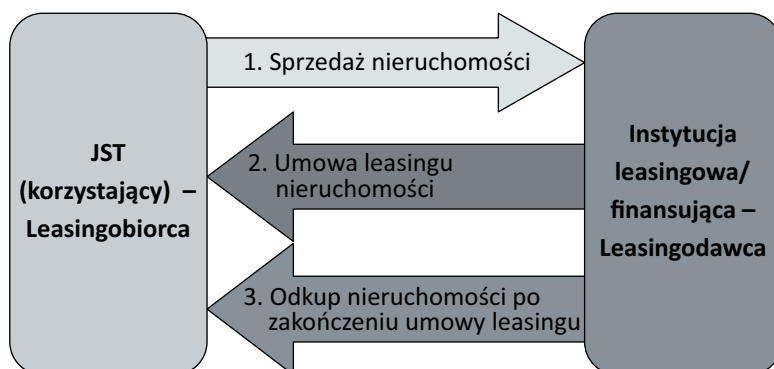 1. Sprzedaż nieruchomości
JST
(korzystający) –
Leasingobiorca
2. Umowa leasingu
nieruchomości
Instytucja
leasingowa/
finansująca –
Leasingodawca
3. Odkup nieruchomości po
zakończeniu umowy leasingu